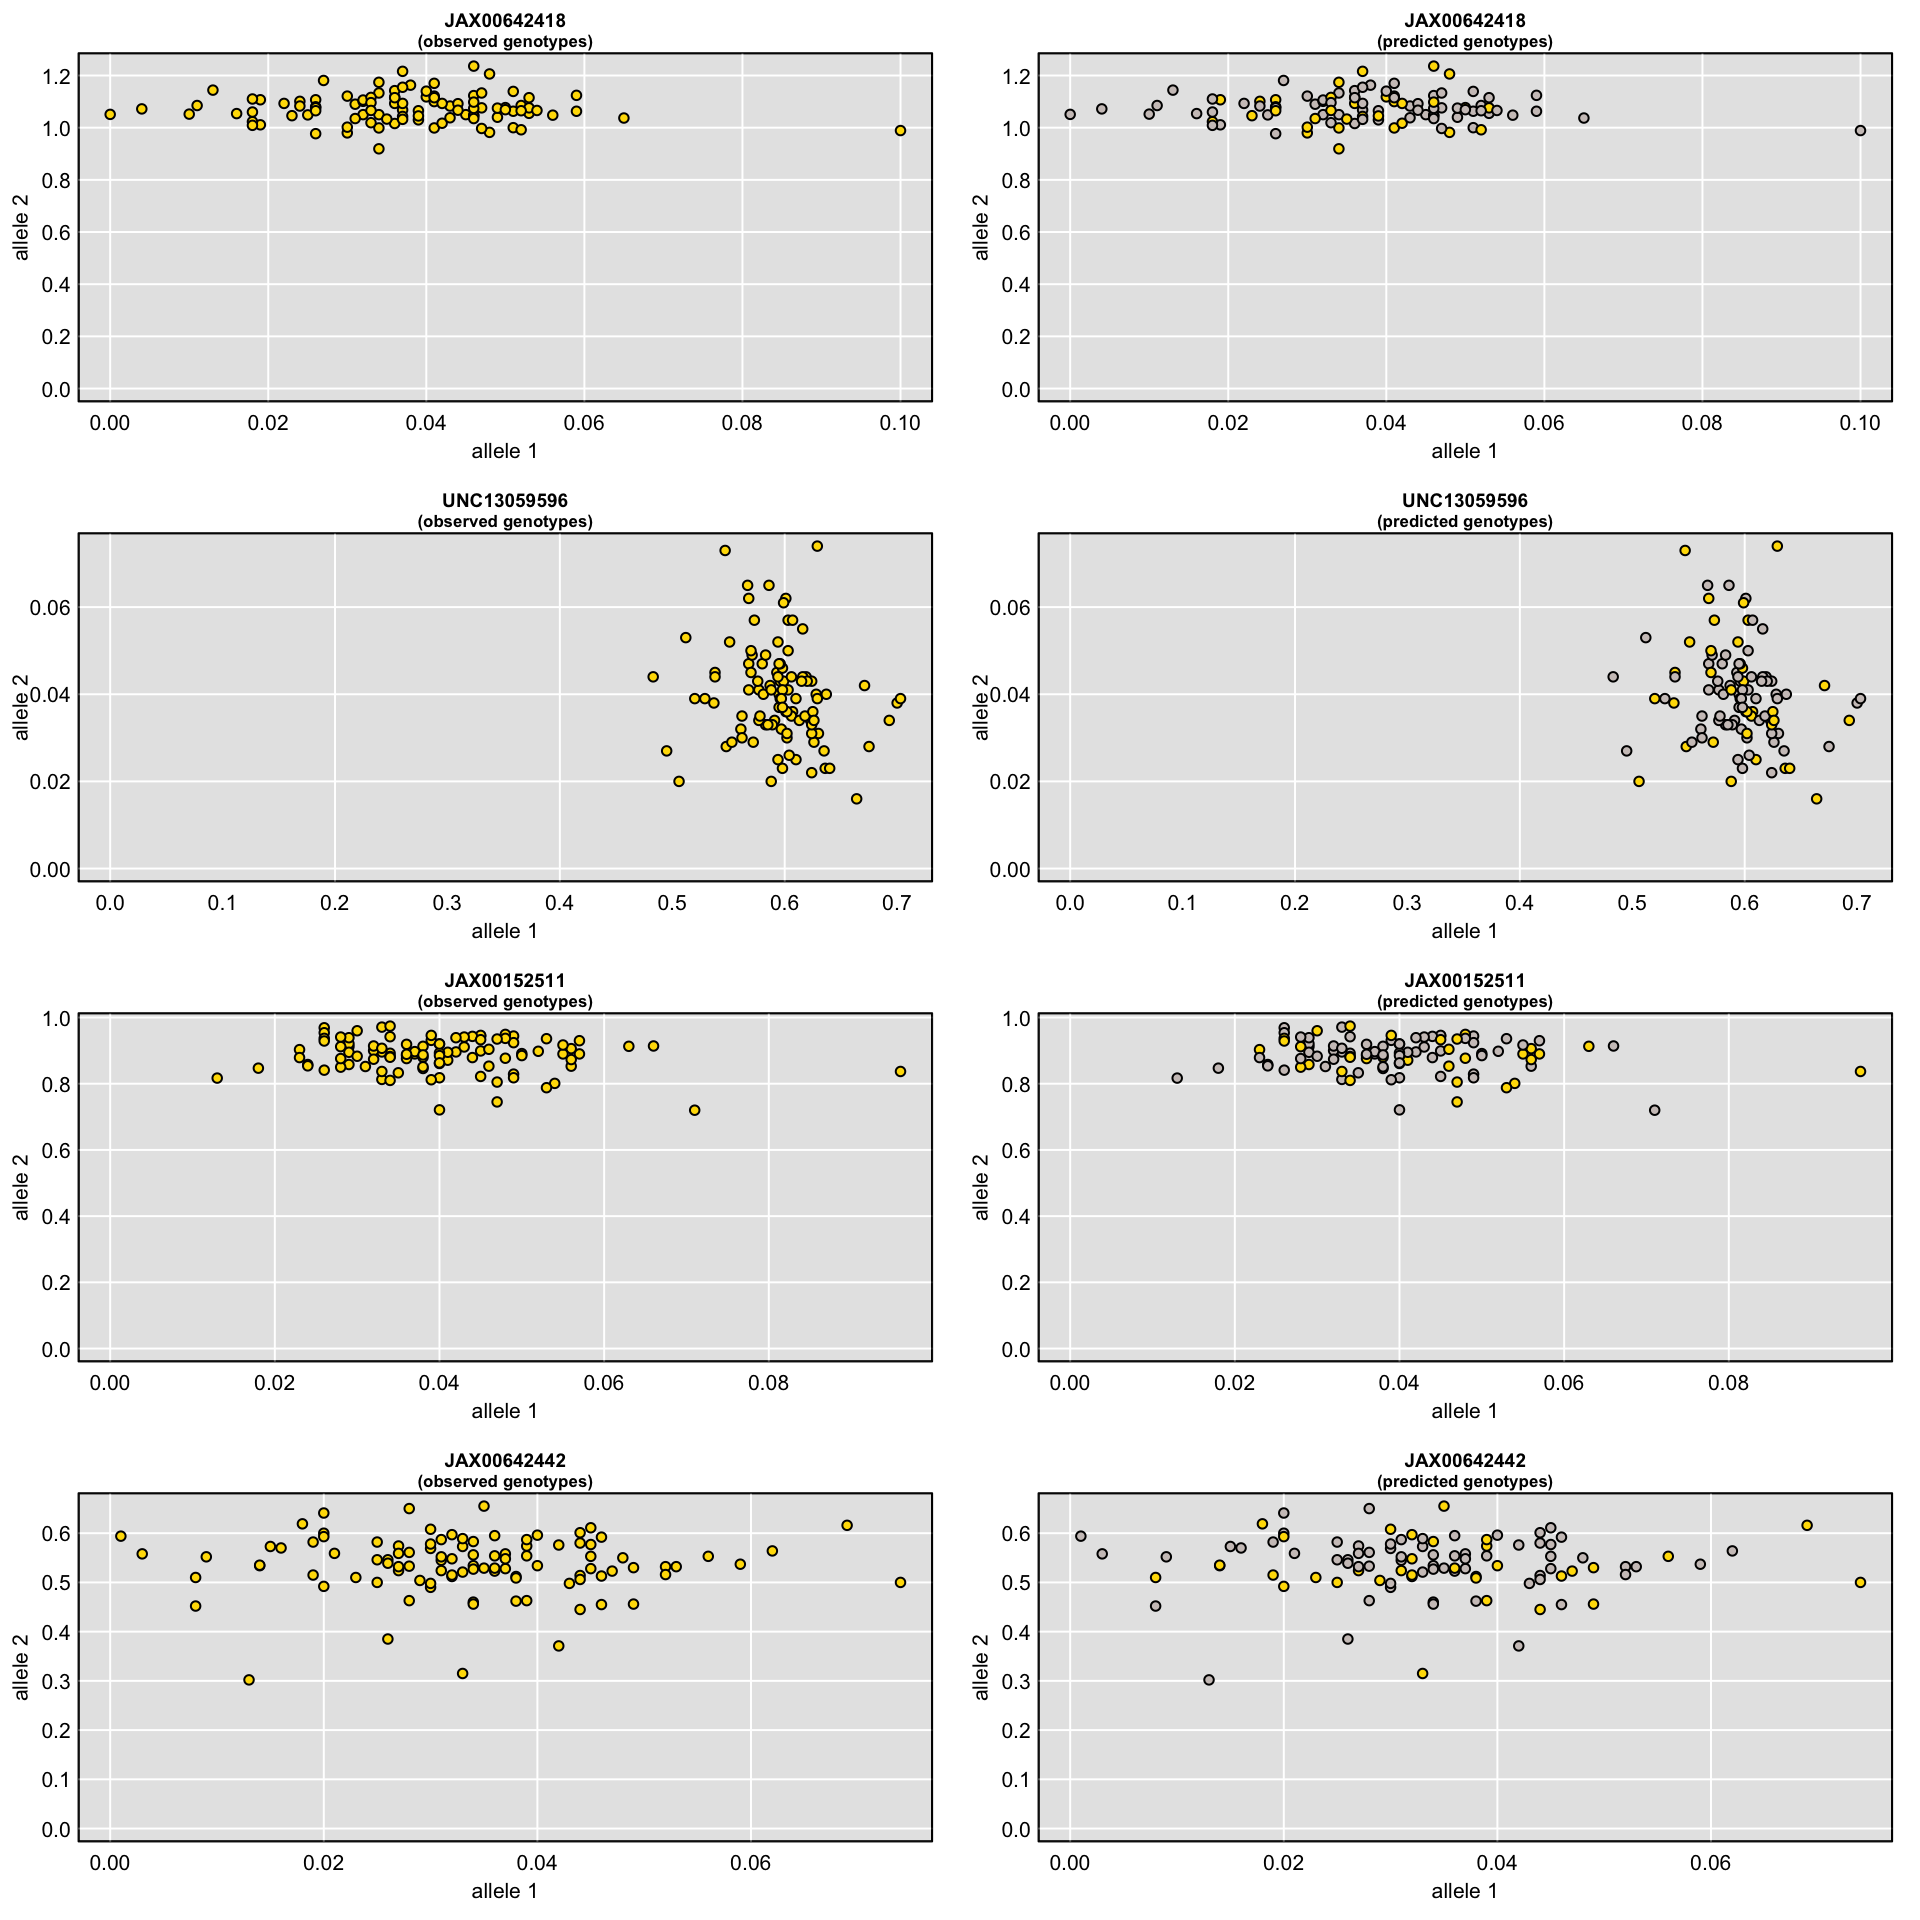 JAX00642418
(observed genotypes)
1.2
1.0
0.8
0.6
0.4
0.2
0.0
allele 2
0.00 0.02 0.04 0.06 0.08 0.10
allele 1
JAX00642418
(predicted genotypes)
1.2
1.0
0.8
0.6
0.4
0.2
0.0
allele 2
0.00 0.02 0.04 0.06 0.08 0.10
allele 1
UNC13059596
(observed genotypes)
0.06
0.04
0.02
0.00
allele 2
0.0 0.1 0.2 0.3 0.4 0.5 0.6 0.7
allele 1
UNC13059596
(predicted genotypes)
0.06
0.04
0.02
0.00
allele 2
0.0 0.1 0.2 0.3 0.4 0.5 0.6 0.7
allele 1
JAX00152511
(observed genotypes)
1.0
0.8
0.6
0.4
0.2
0.0
allele 2
0.00 0.02 0.04 0.06 0.08
allele 1
JAX00152511
(predicted genotypes)
1.0
0.8
0.6
0.4
0.2
0.0
allele 2
0.00 0.02 0.04 0.06 0.08
allele 1
JAX00642442
(observed genotypes)
0.6
0.5
0.4
0.3
0.2
0.1
0.0
allele 2
0.00 0.02 0.04 0.06
allele 1
JAX00642442
(predicted genotypes)
0.6
0.5
0.4
0.3
0.2
0.1
0.0
allele 2
0.00 0.02 0.04 0.06
allele 1